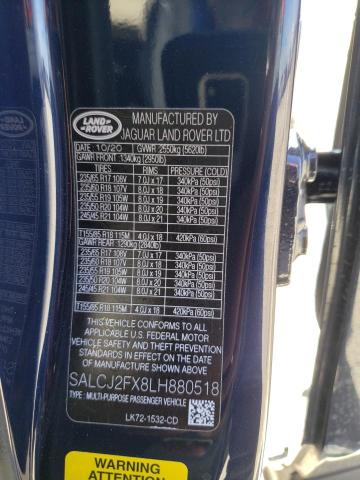 LAND
ROVER
MANUFACTURED BY
JAGUAR LAND ROVER LTD
DATE: 10/20 GVWR 2550kg (5620lb)
GAWR FRONT 1340kg (2950lb)
TIRES RIMS PRESSURE (COLD)
235/65 R17 108V 7.0J x 17 340kPa (50psi)
235/60 R18 107V 8.0J x 18 340kPa (50psi)
235/55 R19 105W 8.0J x 19 340kPa (50psi)
235/50 R20 104W 8.0J x 20 340kPa (50psi)
245/45 R21 104W 8.5J x 21 340kPa (50psi)
T155/85 R18 115M 4.0J x 18 420kPa (60psi)
GAWR REAR 1290kg (2840lb)
235/65 R17 108V 7.0J x 17 340kPa (50psi)
235/60 R18 107V 8.0J x 18 340kPa (50psi)
235/55 R19 105W 8.0J x 19 340kPa (50psi)
235/50 R20 104W 8.0J x 20 340kPa (50psi)
245/45 R21 104W 8.5J x 21 340kPa (50psi)
T155/85 R18 115M 4.0J x 18 420kPa (60psi)
THIS VEHICLE CONFORMS TO ALL
APPLICABLE U.S. FEDERAL MOTOR
VEHICLE SAFETY AND THEFT
PREVENTION STANDARDS IN EFFECT
ON THE DATE OF MANUFACTURE
SHOWN ABOVE
SALCJ2FX8LH880518
TYPE : MULTI-PURPOSE PASSENGER VEHICLE
LK72-1532-CD
WARNING
ATTENTION